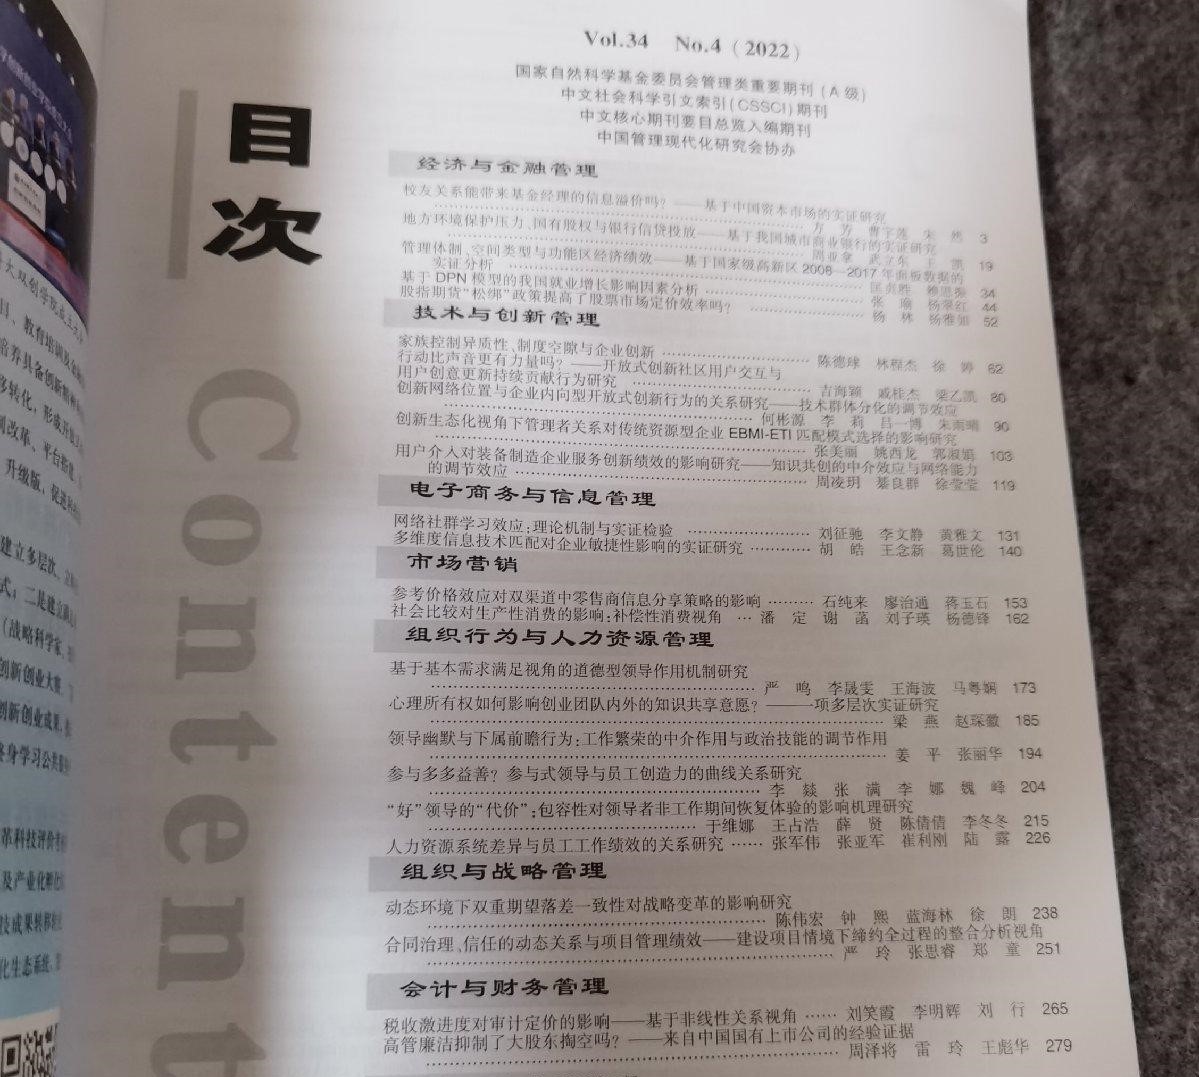 目次
Content
Vol.34 No.4（2022）
国家自然科学基金委员会管理类重要期刊（A 级）
中文社会科学引文索引（CSSCI）期刊
中文核心期刊要目总览入编期刊
中国管理现代化研究会协办
经济与金融管理
校友关系能带来基金经理的信息溢价吗？——基于中国资本市场的实证研究
方 芳 曹宇莲 朱 然 3
地方环境保护压力、国有股权与银行信贷投放——基于我国城市商业银行的实证研究
周亚拿 武立东 王 凯 19
管理体制、空间类型与功能区经济绩效——基于国家级高新区2008—2017年面板数据的
实证分析 匡贞胜 赖思振 34
基于 DPN 模型的我国就业增长影响因素分析 张 瑜 杨翠红 44
股指期货“松绑”政策提高了股票市场定价效率吗？ 杨 林 杨雅如 52
技术与创新管理
家族控制异质性、制度空隙与企业创新 陈德球 林程杰 徐 婷 62
行动比声音更有力量吗？——开放式创新社区用户交互与
用户创意更新持续贡献行为研究 吉海颖 戚桂杰 梁乙凯 80
创新网络位置与企业内向型开放式创新行为的关系研究——技术群体分化的调节效应
何彬源 李 莉 吕一博 朱雨晴 90
创新生态化视角下管理者关系对传统资源型企业 EBMI-ETI 匹配模式选择的影响研究
张美丽 姚西龙 郭淑娟 103
用户介入对装备制造企业服务创新绩效的影响研究——知识共创的中介效应与网络能力
的调节效应 周凌玥 綦良群 徐莹莹 119
电子商务与信息管理
网络社群学习效应：理论机制与实证检验 刘征驰 李文静 黄雅文 131
多维度信息技术匹配对企业敏捷性影响的实证研究 胡 皓 王念新 葛世伦 140
市场营销
参考价格效应对双渠道中零售商信息分享策略的影响 石纯来 廖治通 蒋玉石 153
社会比较对生产性消费的影响：补偿性消费视角 潘 定 谢 菡 刘子瑛 杨德锋 162
组织行为与人力资源管理
基于基本需求满足视角的道德型领导作用机制研究
严 鸣 李晟雯 王海波 马粤娴 173
心理所有权如何影响创业团队内外的知识共享意愿？——一项多层次实证研究
梁 燕 赵琛徽 185
领导幽默与下属前瞻行为：工作繁荣的中介作用与政治技能的调节作用
姜 平 张丽华 194
参与多多益善？参与式领导与员工创造力的曲线关系研究
李 燚 张 满 李 娜 魏 峰 204
“好”领导的“代价”：包容性对领导者非工作期间恢复体验的影响机理研究
于维娜 王占浩 薛 贤 陈倩倩 李冬冬 215
人力资源系统差异与员工工作绩效的关系研究 张军伟 张亚军 崔利刚 陆 露 226
组织与战略管理
动态环境下双重期望落差一致性对战略变革的影响研究
陈伟宏 钟 熙 蓝海林 徐 朗 238
合同治理、信任的动态关系与项目管理绩效——建设项目情境下缔约全过程的整合分析视角
严 玲 张思睿 郑 童 251
会计与财务管理
税收激进度对审计定价的影响——基于非线性关系视角 刘笑霞 李明辉 刘 行 265
高管廉洁抑制了大股东掏空吗？——来自中国国有上市公司的经验证据
周泽将 雷 玲 王彪华 279